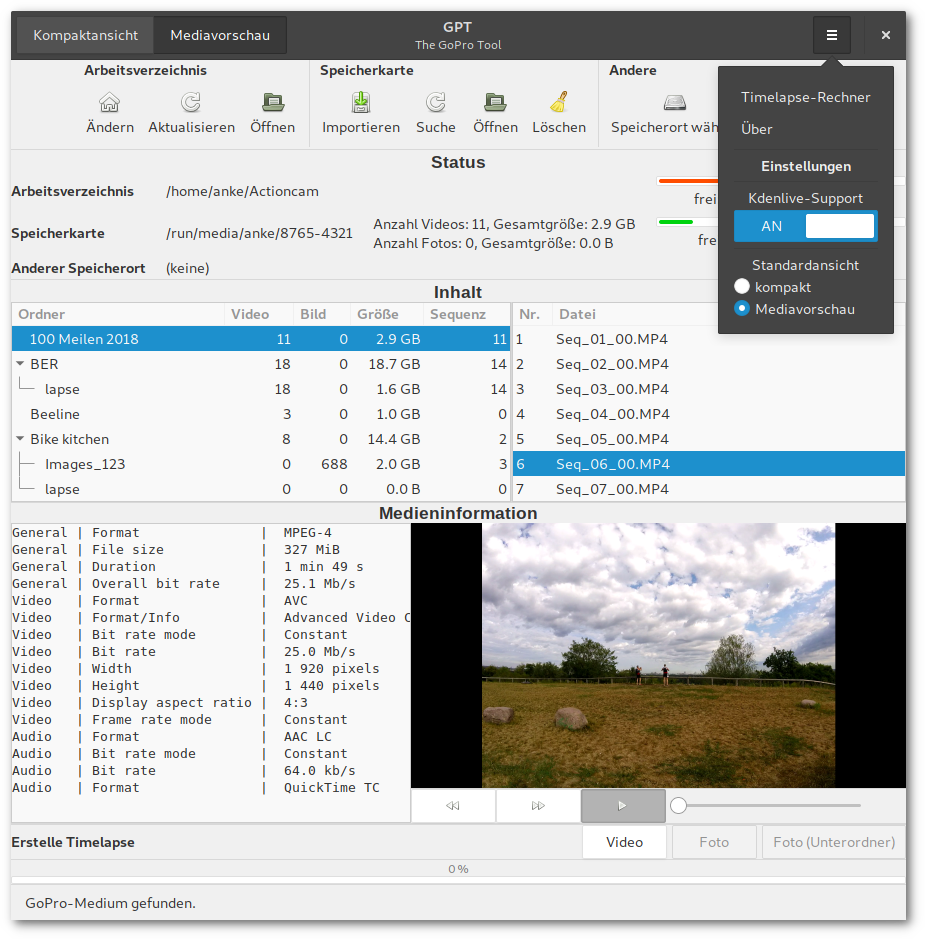 Kompaktansicht Mediavorschau GPT
The GoPro Tool
Arbeitsverzeichnis Speicherkarte Andere
Ändern Aktualisieren Öffnen Importieren Suche Öffnen Löschen Speicherort wäh
Timelapse-Rechner
Über
Einstellungen
Kdenlive-Support
AN
Standardansicht
kompakt
Mediavorschau
Status
Arbeitsverzeichnis /home/anke/Actioncam
frei
Speicherkarte /run/media/anke/8765-4321 Anzahl Videos: 11, Gesamtgröße: 2.9 GB
Anzahl Fotos: 0, Gesamtgröße: 0.0 B
fre
Anderer Speicherort (keine)
Inhalt
Ordner Video Bild Größe Sequenz Nr. Datei
100 Meilen 2018 11 0 2.9 GB 11 1 Seq_01_00.MP4
BER 18 0 18.7 GB 14 2 Seq_02_00.MP4
lapse 18 0 1.6 GB 14 3 Seq_03_00.MP4
Beeline 3 0 1.0 GB 0 4 Seq_04_00.MP4
Bike kitchen 8 0 14.4 GB 2 5 Seq_05_00.MP4
Images_123 0 688 2.0 GB 3 6 Seq_06_00.MP4
lapse 0 0 0.0 B 0 7 Seq_07_00.MP4
Medieninformation
General | Format | MPEG-4
General | File size | 327 MiB
General | Duration | 1 min 49 s
General | Overall bit rate | 25.1 Mb/s
Video | Format | AVC
Video | Format/Info | Advanced Video C
Video | Bit rate mode | Constant
Video | Bit rate | 25.0 Mb/s
Video | Width | 1 920 pixels
Video | Height | 1 440 pixels
Video | Display aspect ratio | 4:3
Video | Frame rate mode | Constant
Audio | Format | AAC LC
Audio | Bit rate mode | Constant
Audio | Bit rate | 64.0 kb/s
Audio | Format | QuickTime TC
Erstelle Timelapse Video Foto Foto (Unterordner)
0 %
GoPro-Medium gefunden.